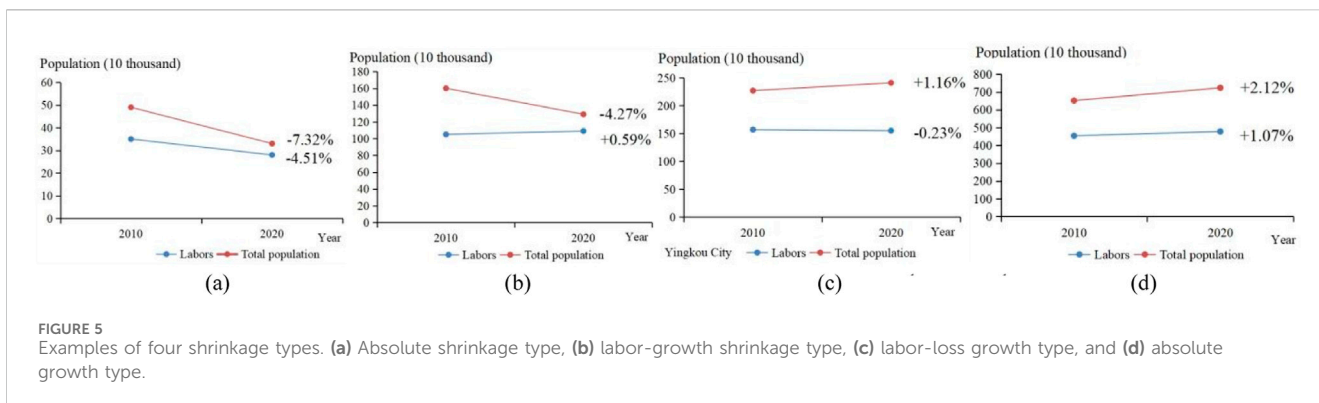 Population (10 thousand)
60
50
40
30
20
10
0
-7.32%
-4.51%
2010
2020
Year
Labors
Total population
(a)
Population (10 thousand)
180
160
140
120
100
80
60
40
20
0
-4.27%
+0.59%
2010
2020
Year
Labors
Total population
(b)
Population (10 thousand)
250
200
150
100
50
0
+1.16%
-0.23%
2010
2020
Year
Yingkou City
Labors
Total population
(c)
Population (10 thousand)
800
700
600
500
400
300
200
100
0
+2.12%
+1.07%
2010
2020
Year
Labors
Total population
(d)
FIGURE 5
Examples of four shrinkage types. (a) Absolute shrinkage type, (b) labor-growth shrinkage type, (c) labor-loss growth type, and (d) absolute
growth type.